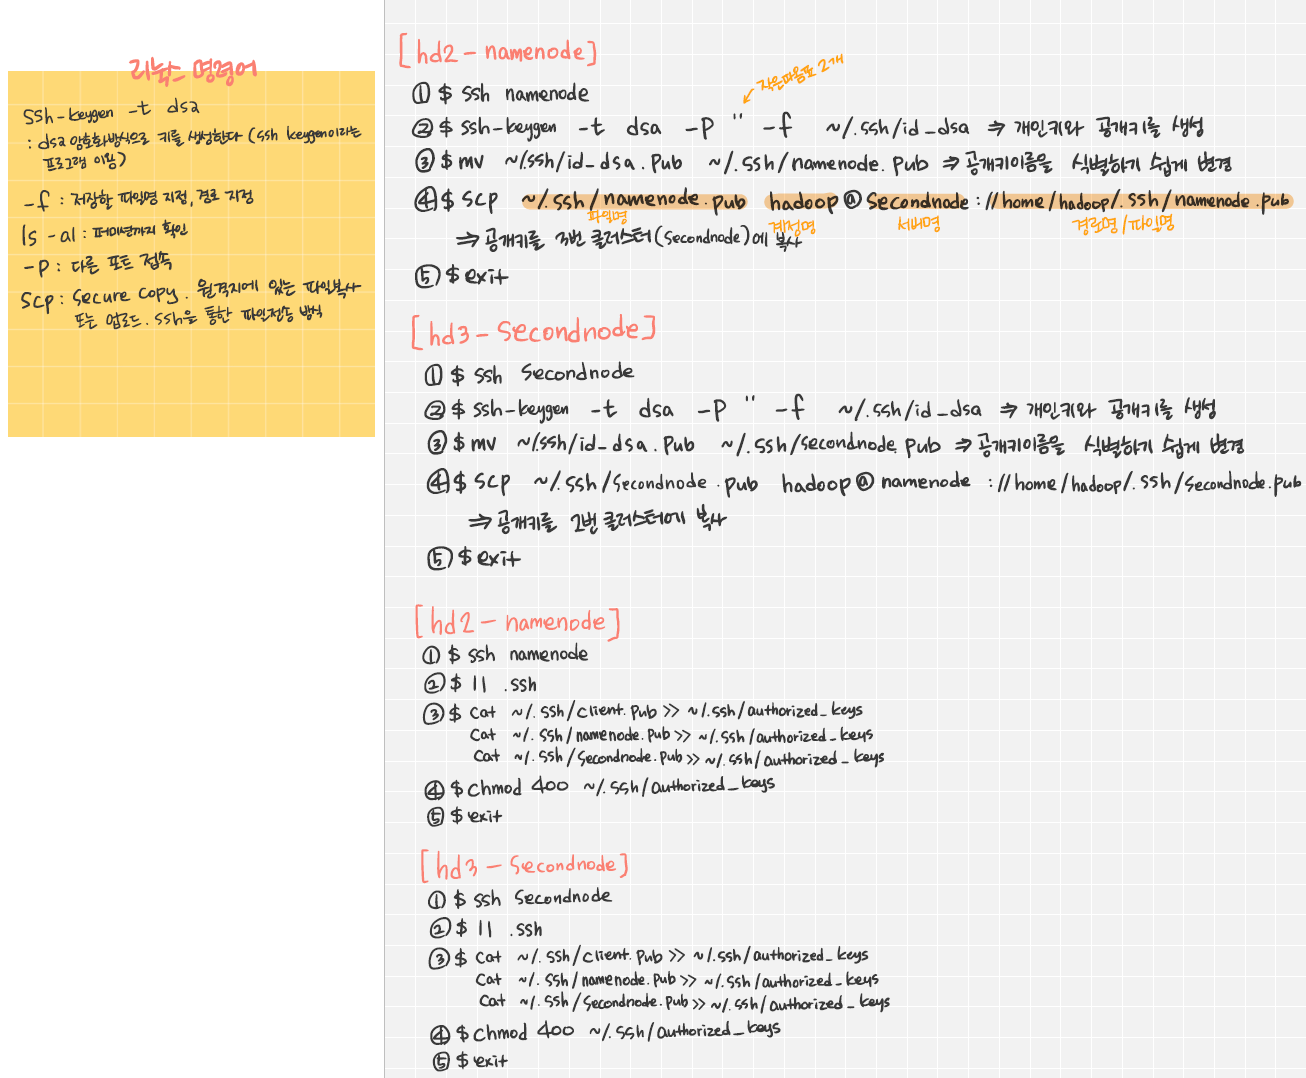 리눅스 명령어
ssh-keygen -t dsa
: dsa 암호화방식으로 키를 생성한다 (ssh keygen이라는
프로그램 이용)
-f : 저장할 파일명 지정, 경로 지정
ls -al : 퍼미션까지 확인
-p : 다른 포트 접속
scp : Secure Copy. 원격지에 있는 파일복사
또는 업로드. ssh을 통한 파일전송 방식
[hd2 - namenode]
작은따옴표 2개
① $ ssh namenode
② $ ssh-keygen -t dsa -P '' -f ~/.ssh/id_dsa ⇒ 개인키와 공개키를 생성
③ $ mv ~/ssh/id_dsa.pub ~/.ssh/namenode.pub ⇒ 공개키이름을 식별하기 쉽게 변경
④ $ scp ~/.ssh/namenode.pub hadoop@secondnode://home/hadoop/.ssh/namenode.pub
파일명 계정명 서버명 경로명/파일명
⇒ 공개키를 3번 클러스터(secondnode)에 복사
⑤ $ exit
[hd3 - Secondnode]
① $ ssh Secondnode
② $ ssh-keygen -t dsa -P '' -f ~/.ssh/id_dsa ⇒ 개인키와 공개키를 생성
③ $ mv ~/.ssh/id_dsa.pub ~/.ssh/secondnode.pub ⇒ 공개키이름을 식별하기 쉽게 변경
④ $ scp ~/.ssh/secondnode.pub hadoop@namenode://home/hadoop/.ssh/secondnode.pub
⇒ 공개키를 2번 클러스터에 복사
⑤ $ exit
[hd2 - namenode]
① $ ssh namenode
② $ ll .ssh
③ $ cat ~/.ssh/client.pub >> ~/.ssh/authorized_keys
cat ~/.ssh/namenode.pub >> ~/.ssh/authorized_keys
cat ~/.ssh/secondnode.pub >> ~/.ssh/authorized_keys
④ $ chmod 400 ~/.ssh/authorized_keys
⑤ $ exit
[hd3 - Secondnode]
① $ ssh Secondnode
② $ ll .ssh
③ $ cat ~/.ssh/client.pub >> ~/.ssh/authorized_keys
cat ~/.ssh/namenode.pub >> ~/.ssh/authorized_keys
cat ~/.ssh/secondnode.pub >> ~/.ssh/authorized_keys
④ $ chmod 400 ~/.ssh/authorized_keys
⑤ $ exit